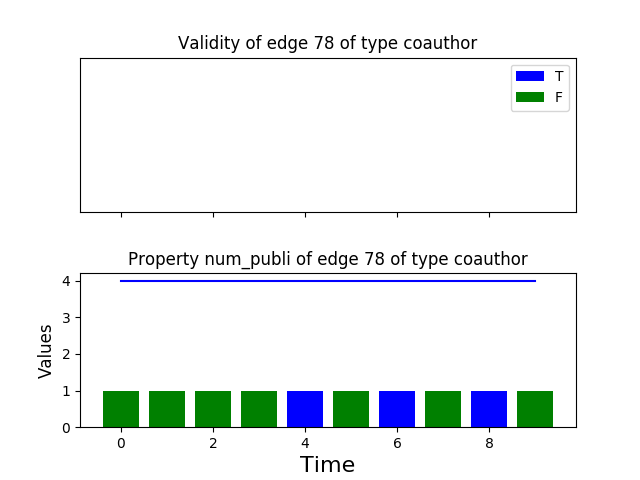 Validity of edge 78 of type coauthor
T
F
Property num_publi of edge 78 of type coauthor
Values
4
3
2
1
0
0 2 4 6 8
Time